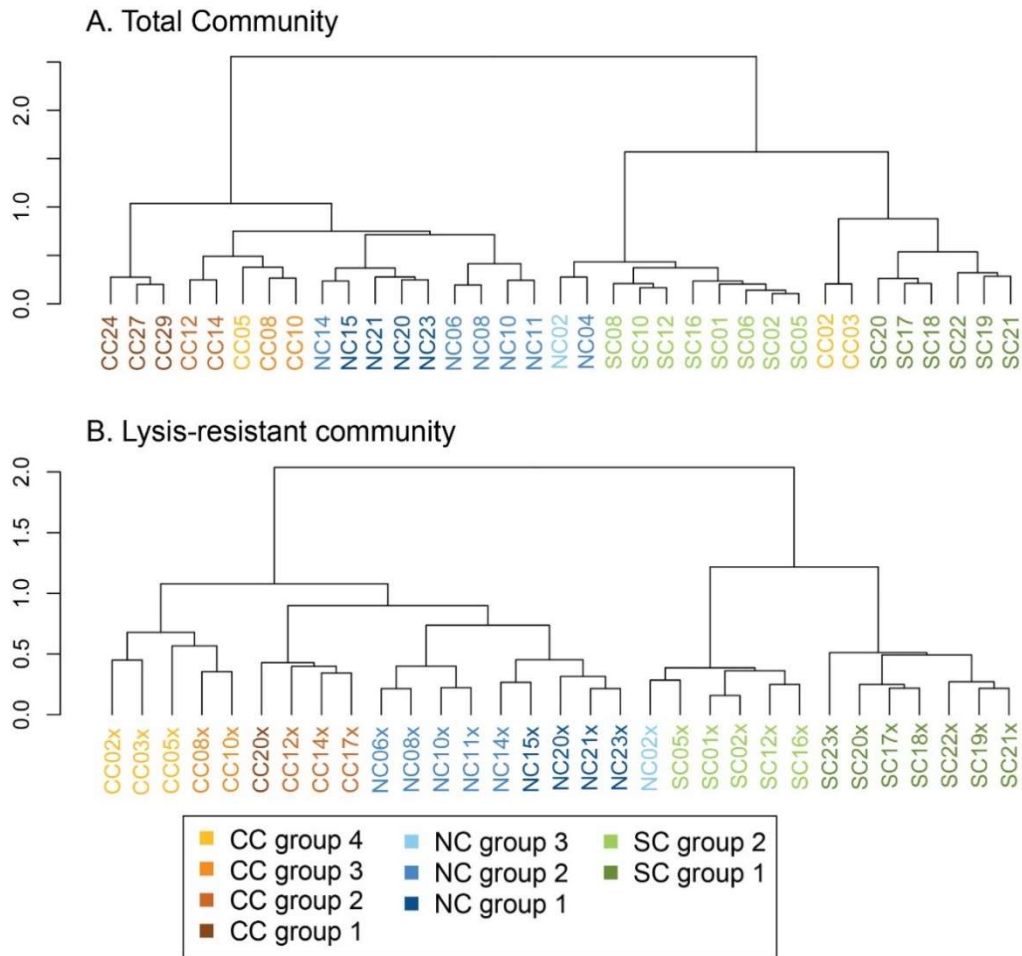 A. Total Community
2.0
1.0
0.0
CC24 CC27 CC29 CC12 CC14 CC05 CC08 CC10 NC14 NC15 NC21 NC20 NC23 NC06 NC08 NC10 NC11 NC02 NC04 SC08 SC10 SC12 SC16 SC01 SC06 SC02 SC05 CC02 CC03 SC20 SC17 SC18 SC22 SC19 SC21
B. Lysis-resistant community
2.0
1.5
1.0
0.5
0.0
CC02x CC03x CC05x CC08x CC10x CC20x CC12x CC14x CC17x NC06x NC08x NC10x NC11x NC14x NC15x NC20x NC21x NC23x NC02x SC05x SC01x SC02x SC12x SC16x SC23x SC20x SC17x SC18x SC22x SC19x SC21x
CC group 4 NC group 3 SC group 2
CC group 3 NC group 2 SC group 1
CC group 2 NC group 1
CC group 1